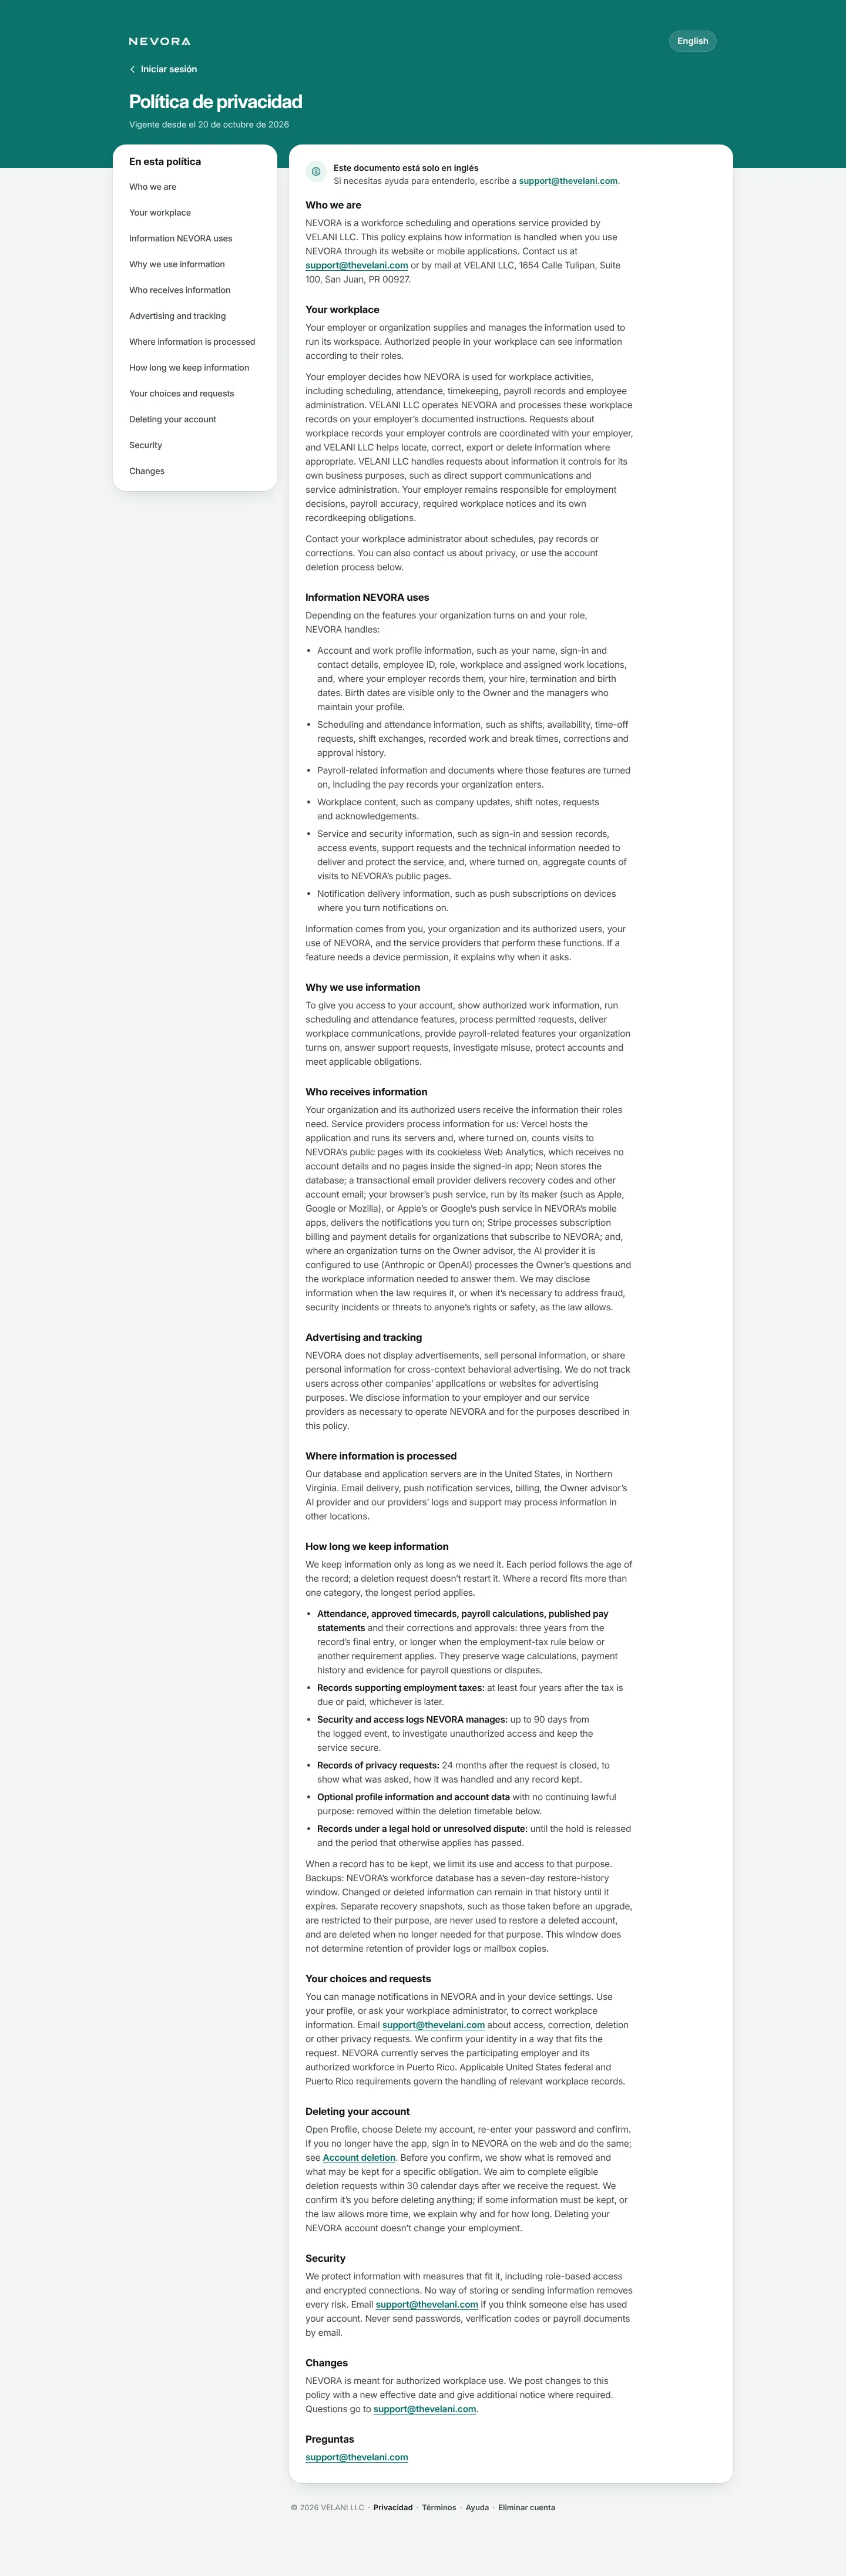 NEVORA
English
Iniciar sesión
Política de privacidad
Vigente desde el 20 de octubre de 2026
En esta política
Who we are
Your workplace
Information NEVORA uses
Why we use information
Who receives information
Advertising and tracking
Where information is processed
How long we keep information
Your choices and requests
Deleting your account
Security
Changes
Este documento está solo en inglés
Si necesitas ayuda para entenderlo, escribe a support@thevelani.com.
Who we are
NEVORA is a workforce scheduling and operations service provided by
VELANI LLC. This policy explains how information is handled when you use
NEVORA through its website or mobile applications. Contact us at
support@thevelani.com or by mail at VELANI LLC, 1654 Calle Tulipan, Suite
100, San Juan, PR 00927.
Your workplace
Your employer or organization supplies and manages the information used to
run its workspace. Authorized people in your workplace can see information
according to their roles.
Your employer decides how NEVORA is used for workplace activities,
including scheduling, attendance, timekeeping, payroll records and employee
administration. VELANI LLC operates NEVORA and processes these workplace
records on your employer’s documented instructions. Requests about
workplace records your employer controls are coordinated with your employer,
and VELANI LLC helps locate, correct, export or delete information where
appropriate. VELANI LLC handles requests about information it controls for its
own business purposes, such as direct support communications and
service administration. Your employer remains responsible for employment
decisions, payroll accuracy, required workplace notices and its own
recordkeeping obligations.
Contact your workplace administrator about schedules, pay records or
corrections. You can also contact us about privacy, or use the account
deletion process below.
Information NEVORA uses
Depending on the features your organization turns on and your role,
NEVORA handles:
• Account and work profile information, such as your name, sign-in and
contact details, employee ID, role, workplace and assigned work locations,
and, where your employer records them, your hire, termination and birth
dates. Birth dates are visible only to the Owner and the managers who
maintain your profile.
• Scheduling and attendance information, such as shifts, availability, time-off
requests, shift exchanges, recorded work and break times, corrections and
approval history.
• Payroll-related information and documents where those features are turned
on, including the pay records your organization enters.
• Workplace content, such as company updates, shift notes, requests
and acknowledgements.
• Service and security information, such as sign-in and session records,
access events, support requests and the technical information needed to
deliver and protect the service, and, where turned on, aggregate counts of
visits to NEVORA’s public pages.
• Notification delivery information, such as push subscriptions on devices
where you turn notifications on.
Information comes from you, your organization and its authorized users, your
use of NEVORA, and the service providers that perform these functions. If a
feature needs a device permission, it explains why when it asks.
Why we use information
To give you access to your account, show authorized work information, run
scheduling and attendance features, process permitted requests, deliver
workplace communications, provide payroll-related features your organization
turns on, answer support requests, investigate misuse, protect accounts and
meet applicable obligations.
Who receives information
Your organization and its authorized users receive the information their roles
need. Service providers process information for us: Vercel hosts the
application and runs its servers and, where turned on, counts visits to
NEVORA’s public pages with its cookieless Web Analytics, which receives no
account details and no pages inside the signed-in app; Neon stores the
database; a transactional email provider delivers recovery codes and other
account email; your browser’s push service, run by its maker (such as Apple,
Google or Mozilla), or Apple’s or Google’s push service in NEVORA’s mobile
apps, delivers the notifications you turn on; Stripe processes subscription
billing and payment details for organizations that subscribe to NEVORA; and,
where an organization turns on the Owner advisor, the AI provider it is
configured to use (Anthropic or OpenAI) processes the Owner’s questions and
the workplace information needed to answer them. We may disclose
information when the law requires it, or when it’s necessary to address fraud,
security incidents or threats to anyone’s rights or safety, as the law allows.
Advertising and tracking
NEVORA does not display advertisements, sell personal information, or share
personal information for cross-context behavioral advertising. We do not track
users across other companies’ applications or websites for advertising
purposes. We disclose information to your employer and our service
providers as necessary to operate NEVORA and for the purposes described in
this policy.
Where information is processed
Our database and application servers are in the United States, in Northern
Virginia. Email delivery, push notification services, billing, the Owner advisor’s
AI provider and our providers’ logs and support may process information in
other locations.
How long we keep information
We keep information only as long as we need it. Each period follows the age of
the record; a deletion request doesn’t restart it. Where a record fits more than
one category, the longest period applies.
• Attendance, approved timecards, payroll calculations, published pay
statements and their corrections and approvals: three years from the
record’s final entry, or longer when the employment-tax rule below or
another requirement applies. They preserve wage calculations, payment
history and evidence for payroll questions or disputes.
• Records supporting employment taxes: at least four years after the tax is
due or paid, whichever is later.
• Security and access logs NEVORA manages: up to 90 days from
the logged event, to investigate unauthorized access and keep the
service secure.
• Records of privacy requests: 24 months after the request is closed, to
show what was asked, how it was handled and any record kept.
• Optional profile information and account data with no continuing lawful
purpose: removed within the deletion timetable below.
• Records under a legal hold or unresolved dispute: until the hold is released
and the period that otherwise applies has passed.
When a record has to be kept, we limit its use and access to that purpose.
Backups: NEVORA’s workforce database has a seven-day restore-history
window. Changed or deleted information can remain in that history until it
expires. Separate recovery snapshots, such as those taken before an upgrade,
are restricted to their purpose, are never used to restore a deleted account,
and are deleted when no longer needed for that purpose. This window does
not determine retention of provider logs or mailbox copies.
Your choices and requests
You can manage notifications in NEVORA and in your device settings. Use
your profile, or ask your workplace administrator, to correct workplace
information. Email support@thevelani.com about access, correction, deletion
or other privacy requests. We confirm your identity in a way that fits the
request. NEVORA currently serves the participating employer and its
authorized workforce in Puerto Rico. Applicable United States federal and
Puerto Rico requirements govern the handling of relevant workplace records.
Deleting your account
Open Profile, choose Delete my account, re-enter your password and confirm.
If you no longer have the app, sign in to NEVORA on the web and do the same;
see Account deletion. Before you confirm, we show what is removed and
what may be kept for a specific obligation. We aim to complete eligible
deletion requests within 30 calendar days after we receive the request. We
confirm it’s you before deleting anything; if some information must be kept, or
the law allows more time, we explain why and for how long. Deleting your
NEVORA account doesn’t change your employment.
Security
We protect information with measures that fit it, including role-based access
and encrypted connections. No way of storing or sending information removes
every risk. Email support@thevelani.com if you think someone else has used
your account. Never send passwords, verification codes or payroll documents
by email.
Changes
NEVORA is meant for authorized workplace use. We post changes to this
policy with a new effective date and give additional notice where required.
Questions go to support@thevelani.com.
Preguntas
support@thevelani.com
© 2026 VELANI LLC · Privacidad · Términos · Ayuda · Eliminar cuenta